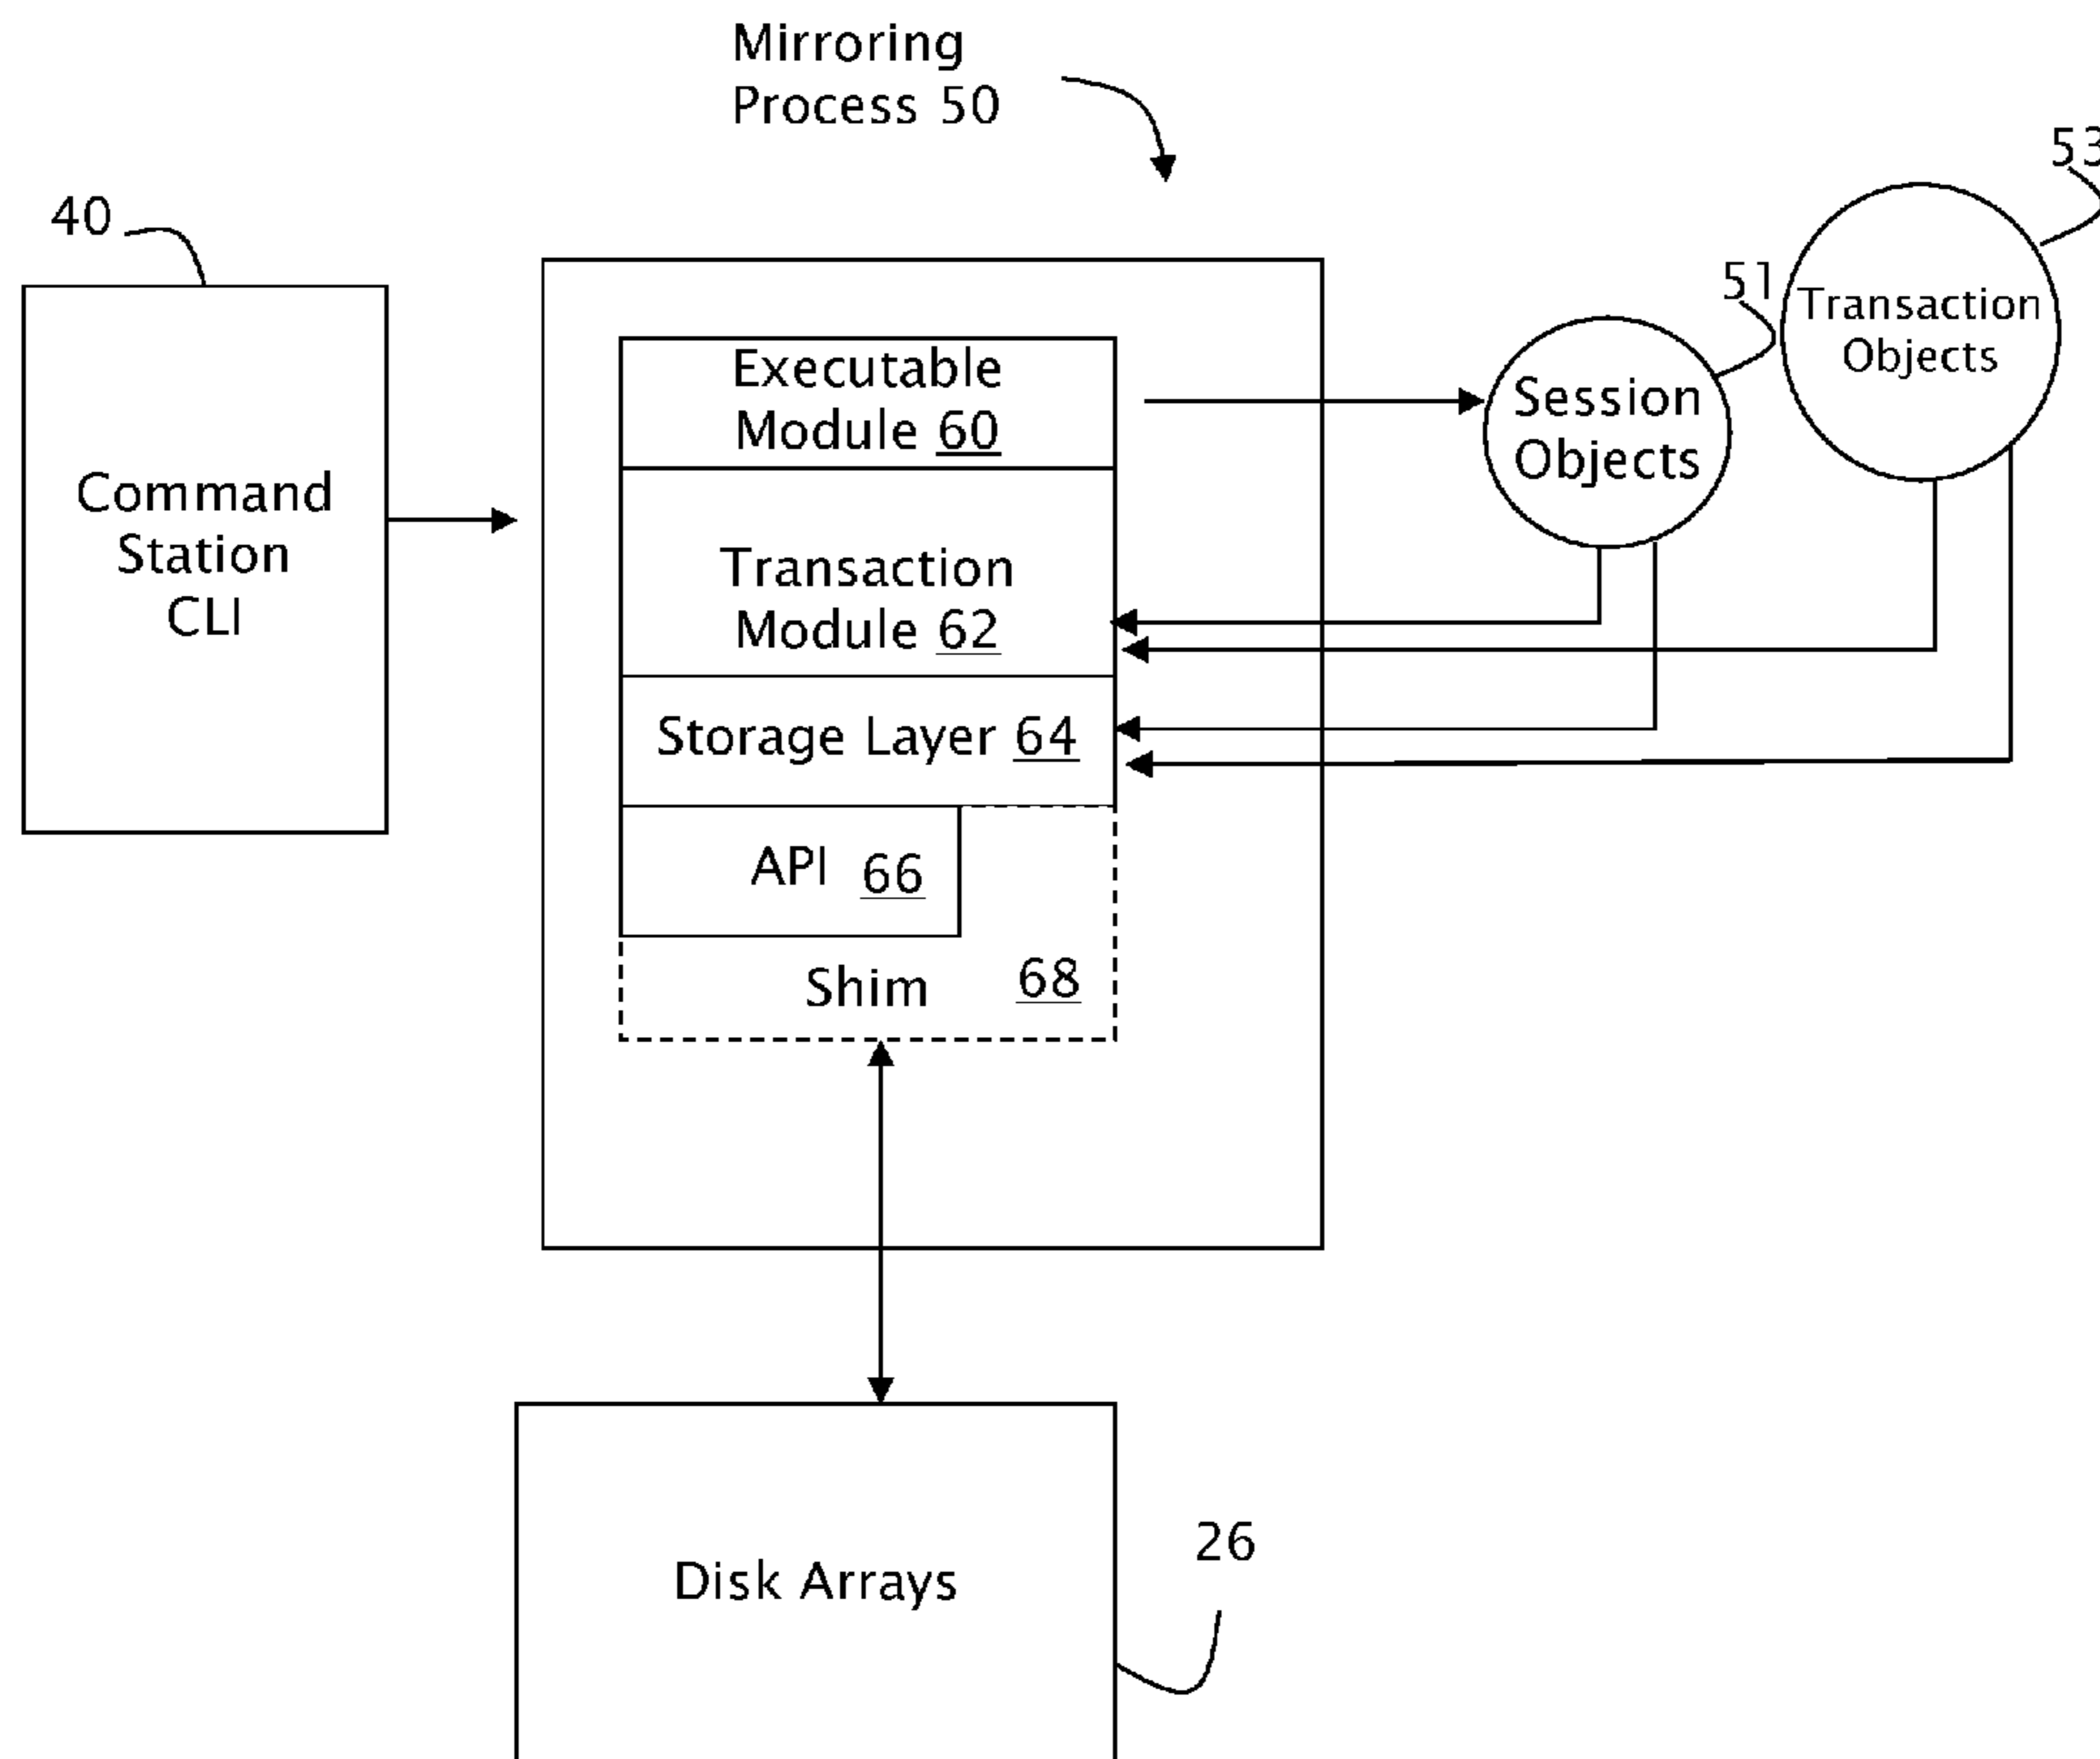 Mirroring
Process 50
53
40
51
Transaction
Objects
Executable
Module 60
Session
Objects
Command
Station
CLI
Transaction
Module 62
Storage Layer 64
API 66
Shim 68
26
Disk Arrays